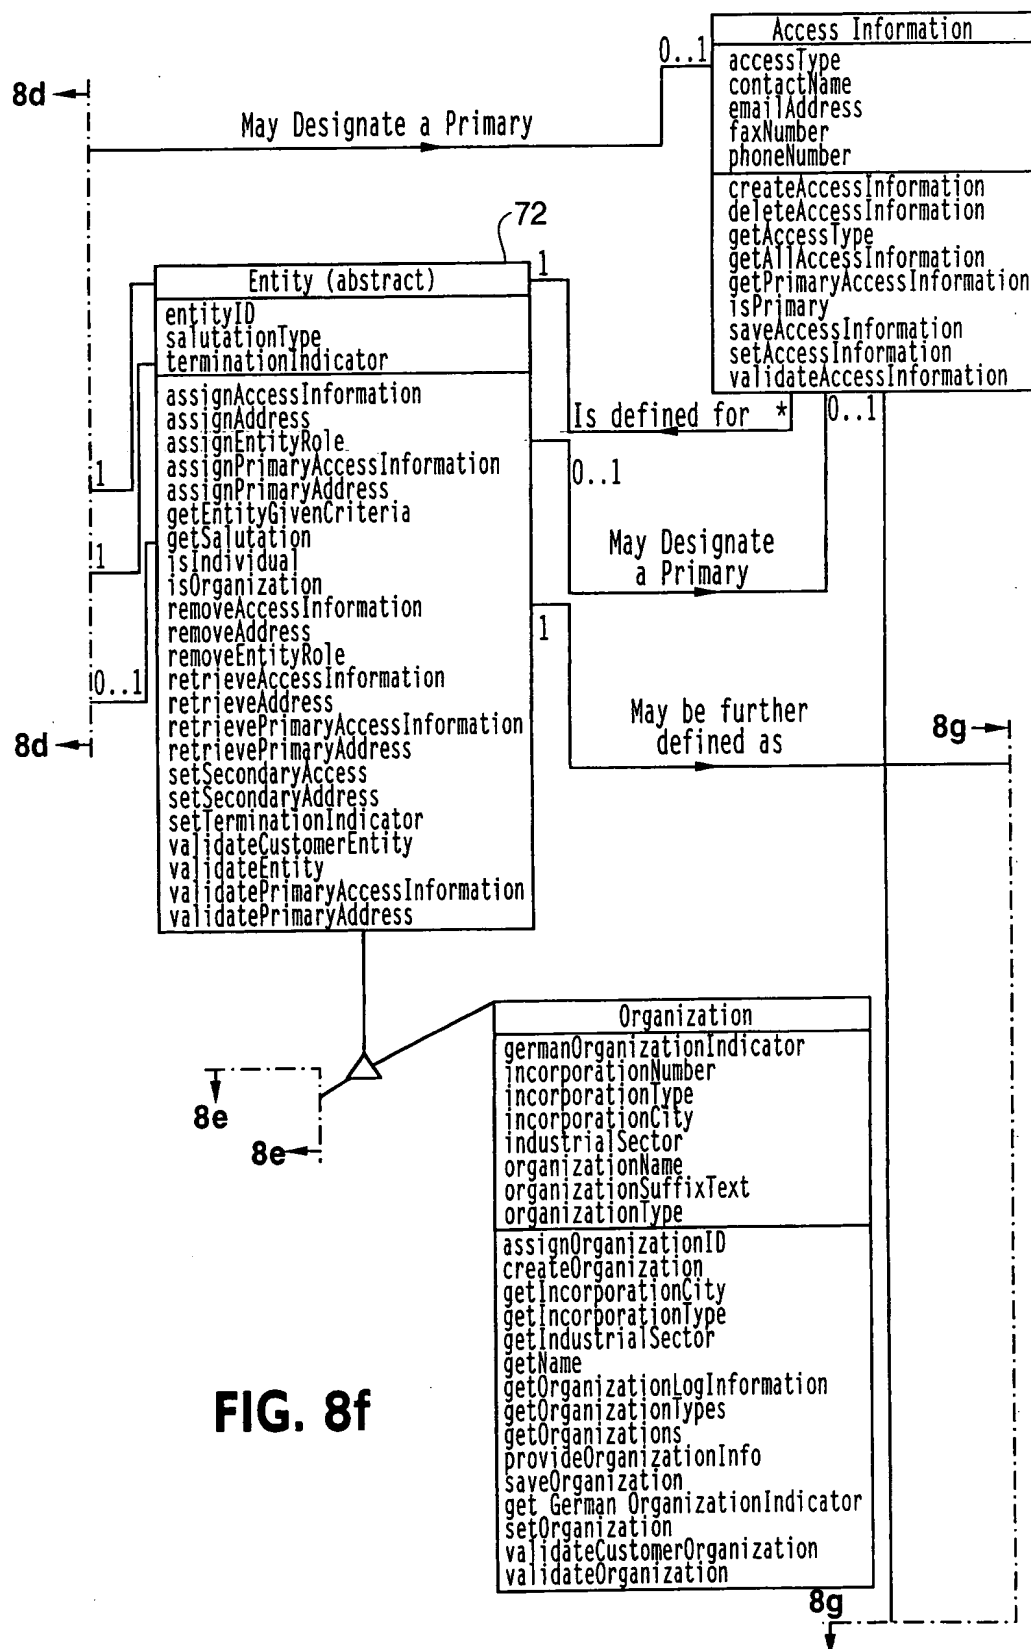 Access Information
0..1
accessType
contactName
emailAddress
faxNumber
phoneNumber
createAccessInformation
deleteAccessInformation
getAccessType
getAllAccessInformation
getPrimaryAccessInformation
isPrimary
saveAccessInformation
setAccessInformation
validateAccessInformation
8d
May Designate a Primary
72
1
Entity (abstract)
entityID
salutationType
terminationIndicator
assignAccessInformation
assignAddress
assignEntityRole
assignPrimaryAccessInformation
assignPrimaryAddress
getEntityGivenCriteria
getSalutation
isIndividual
isOrganization
removeAccessInformation
removeAddress
removeEntityRole
retrieveAccessInformation
retrieveAddress
retrievePrimaryAccessInformation
retrievePrimaryAddress
setSecondaryAccess
setSecondaryAddress
setTerminationIndicator
validateCustomerEntity
validateEntity
validatePrimaryAccessInformation
validatePrimaryAddress
1
1
0..1
8d
Is defined for *
0..1
0..1
May Designate
a Primary
1
May be further
defined as
8g
8e
8e
Organization
germanOrganizationIndicator
incorporationNumber
incorporationType
incorporationCity
industrialSector
organizationName
organizationSuffixText
organizationType
assignOrganizationID
createOrganization
getIncorporationCity
getIncorporationType
getIndustrialSector
getName
getOrganizationLogInformation
getOrganizationTypes
getOrganizations
provideOrganizationInfo
saveOrganization
get German OrganizationIndicator
setOrganization
validateCustomerOrganization
validateOrganization
8g
FIG. 8f